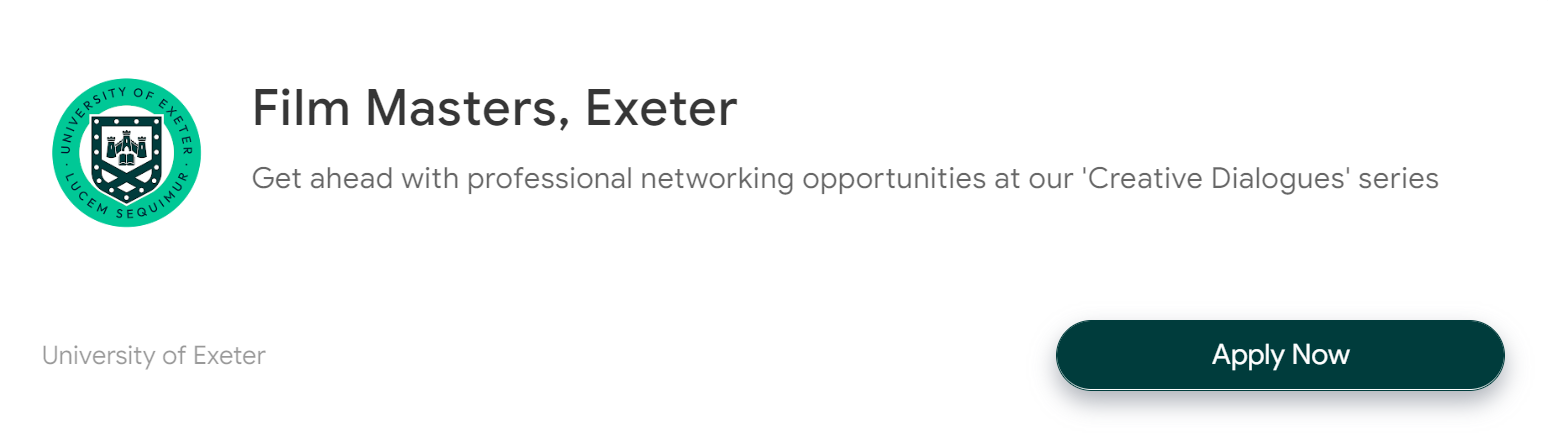 UNIVERSITY OF EXETER
· LUCEM SEQUIMUR ·
Film Masters, Exeter
Get ahead with professional networking opportunities at our 'Creative Dialogues' series
University of Exeter
Apply Now